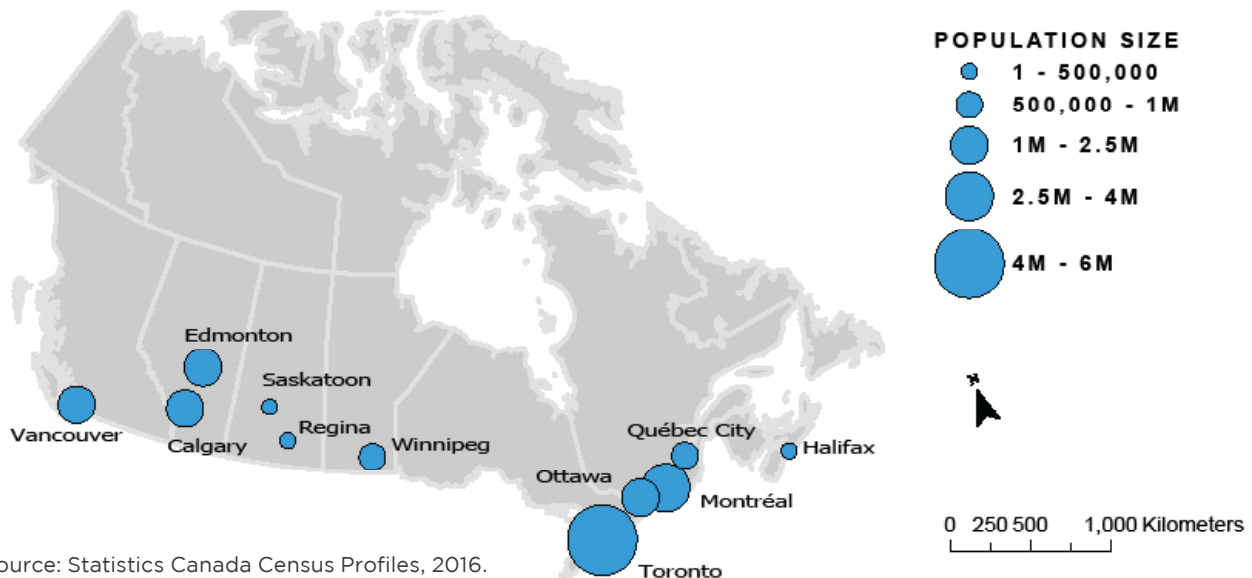 POPULATION SIZE
1 - 500,000
500,000 - 1M
1M - 2.5M
2.5M - 4M
4M - 6M
Edmonton
Saskatoon
Vancouver
Calgary
Regina
Winnipeg
Québec City
Halifax
Ottawa
Montréal
Toronto
N
0 250 500 1,000 Kilometers
ource: Statistics Canada Census Profiles, 2016.